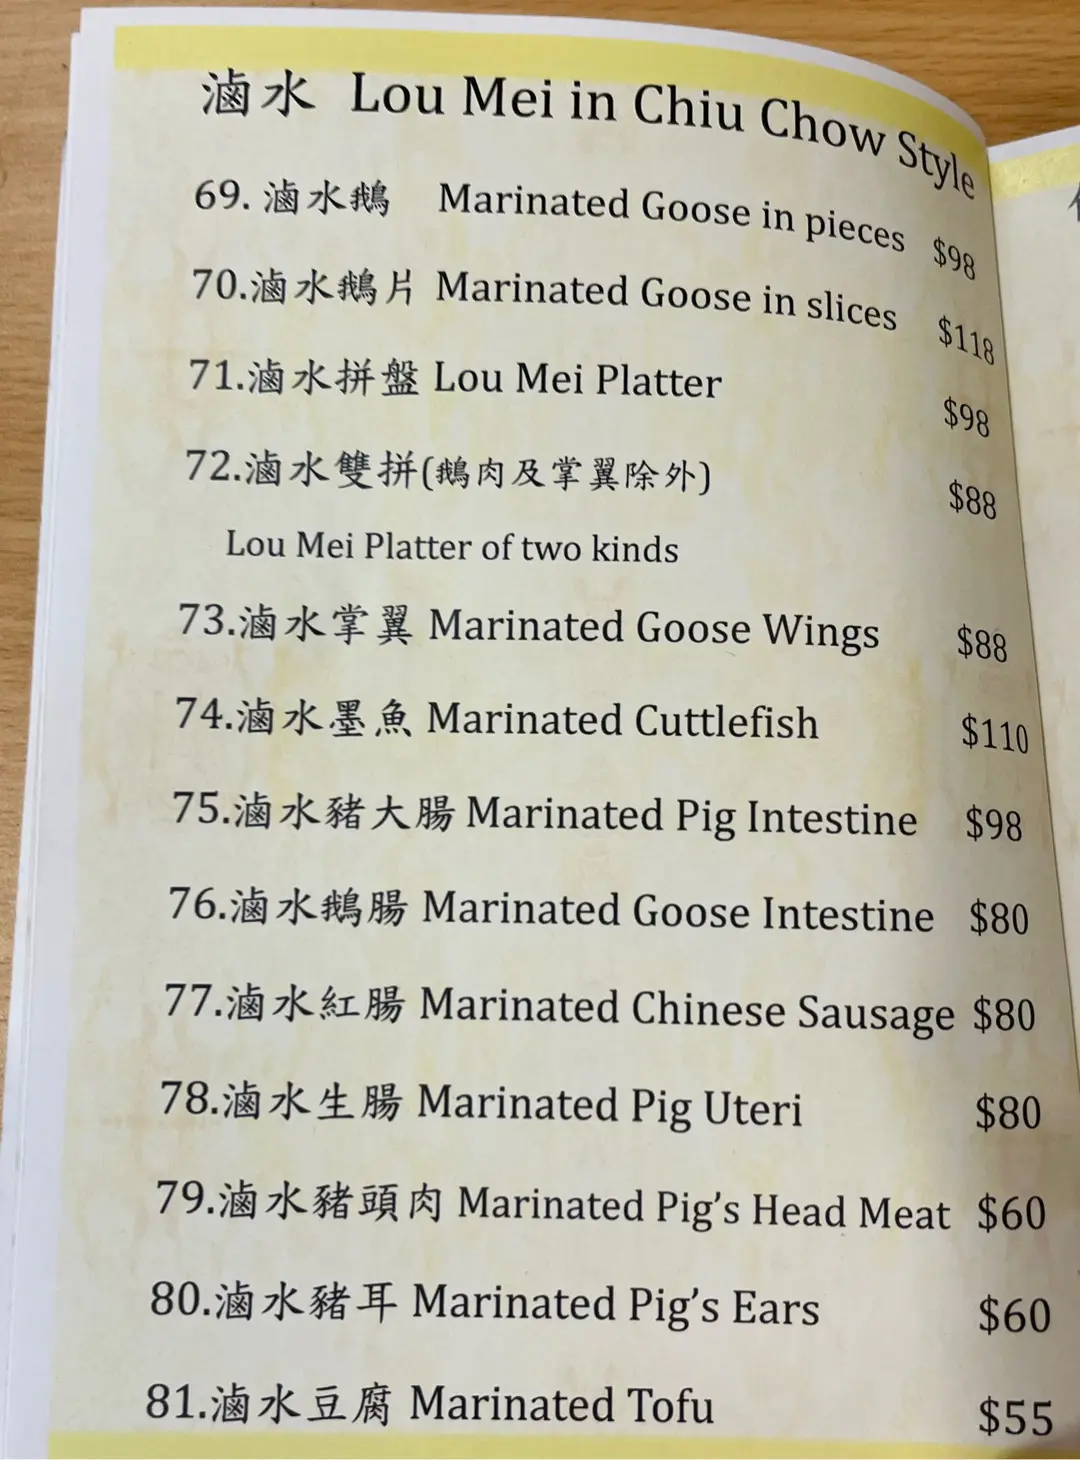 滷水 Lou Mei in Chiu Chow Style
69. 滷水鵝 Marinated Goose in pieces $98
70.滷水鵝片 Marinated Goose in slices $118
71.滷水拼盤 Lou Mei Platter $98
72.滷水雙拼(鵝肉及掌翼除外) $88
Lou Mei Platter of two kinds
73.滷水掌翼 Marinated Goose Wings $88
74.滷水墨魚 Marinated Cuttlefish $110
75.滷水豬大腸 Marinated Pig Intestine $98
76.滷水鵝腸 Marinated Goose Intestine $80
77.滷水紅腸 Marinated Chinese Sausage $80
78.滷水生腸 Marinated Pig Uteri $80
79.滷水豬頭肉 Marinated Pig’s Head Meat $60
80.滷水豬耳 Marinated Pig’s Ears $60
81.滷水豆腐 Marinated Tofu $55